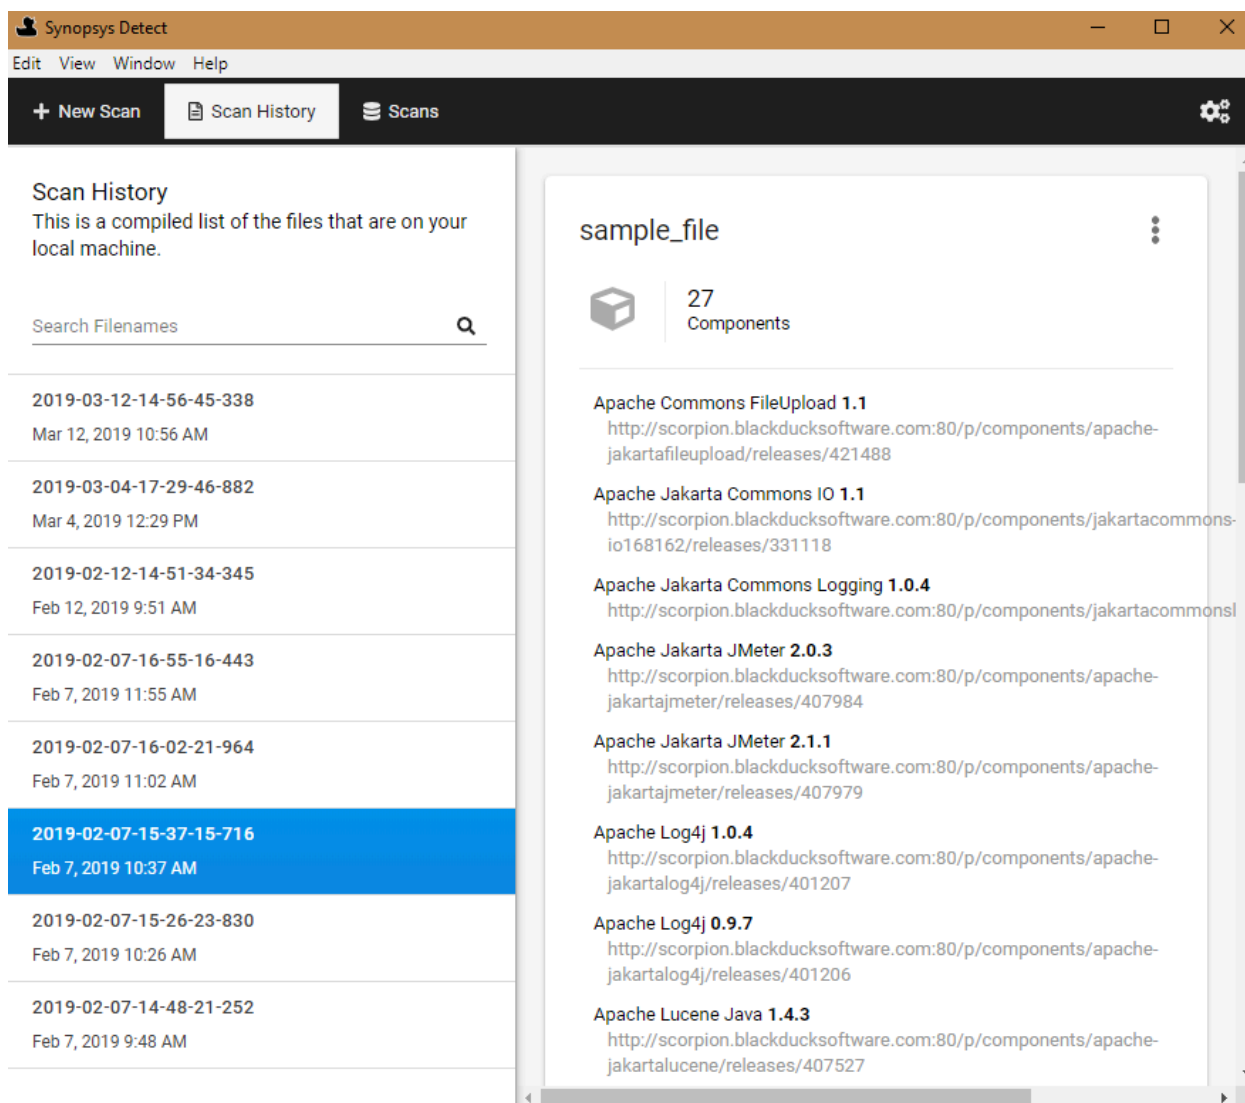 Synopsys Detect
Edit View Window Help
New Scan Scan History Scans
Scan History
This is a compiled list of the files that are on your
local machine.
Search Filenames
2019-03-12-14-56-45-338
Mar 12, 2019 10:56 AM
2019-03-04-17-29-46-882
Mar 4, 2019 12:29 PM
2019-02-12-14-51-34-345
Feb 12, 2019 9:51 AM
2019-02-07-16-55-16-443
Feb 7, 2019 11:55 AM
2019-02-07-16-02-21-964
Feb 7, 2019 11:02 AM
2019-02-07-15-37-15-716
Feb 7, 2019 10:37 AM
2019-02-07-15-26-23-830
Feb 7, 2019 10:26 AM
2019-02-07-14-48-21-252
Feb 7, 2019 9:48 AM
sample_file
27
Components
Apache Commons FileUpload 1.1
http://scorpion.blackducksoftware.com:80/p/components/apache-
jakartafileupload/releases/421488
Apache Jakarta Commons IO 1.1
http://scorpion.blackducksoftware.com:80/p/components/jakartacommons-
io168162/releases/331118
Apache Jakarta Commons Logging 1.0.4
http://scorpion.blackducksoftware.com:80/p/components/jakartacommonsl
Apache Jakarta JMeter 2.0.3
http://scorpion.blackducksoftware.com:80/p/components/apache-
jakartajmeter/releases/407984
Apache Jakarta JMeter 2.1.1
http://scorpion.blackducksoftware.com:80/p/components/apache-
jakartajmeter/releases/407979
Apache Log4j 1.0.4
http://scorpion.blackducksoftware.com:80/p/components/apache-
jakartalog4j/releases/401207
Apache Log4j 0.9.7
http://scorpion.blackducksoftware.com:80/p/components/apache-
jakartalog4j/releases/401206
Apache Lucene Java 1.4.3
http://scorpion.blackducksoftware.com:80/p/components/apache-
jakartalucene/releases/407527